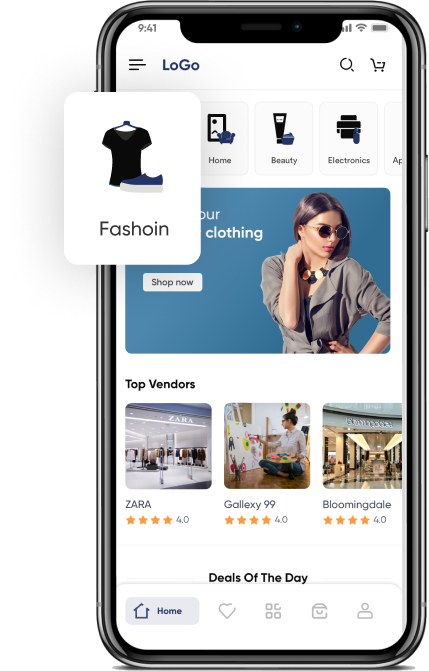 9:41
LoGo
Home
Beauty
Electronics
Ap
Fashoin
our
clothing
Shop now
Top Vendors
ZARA
ZARA
Gallexy 99
Bloomingdale
4.0
4.0
4.0
Deals Of The Day
Home